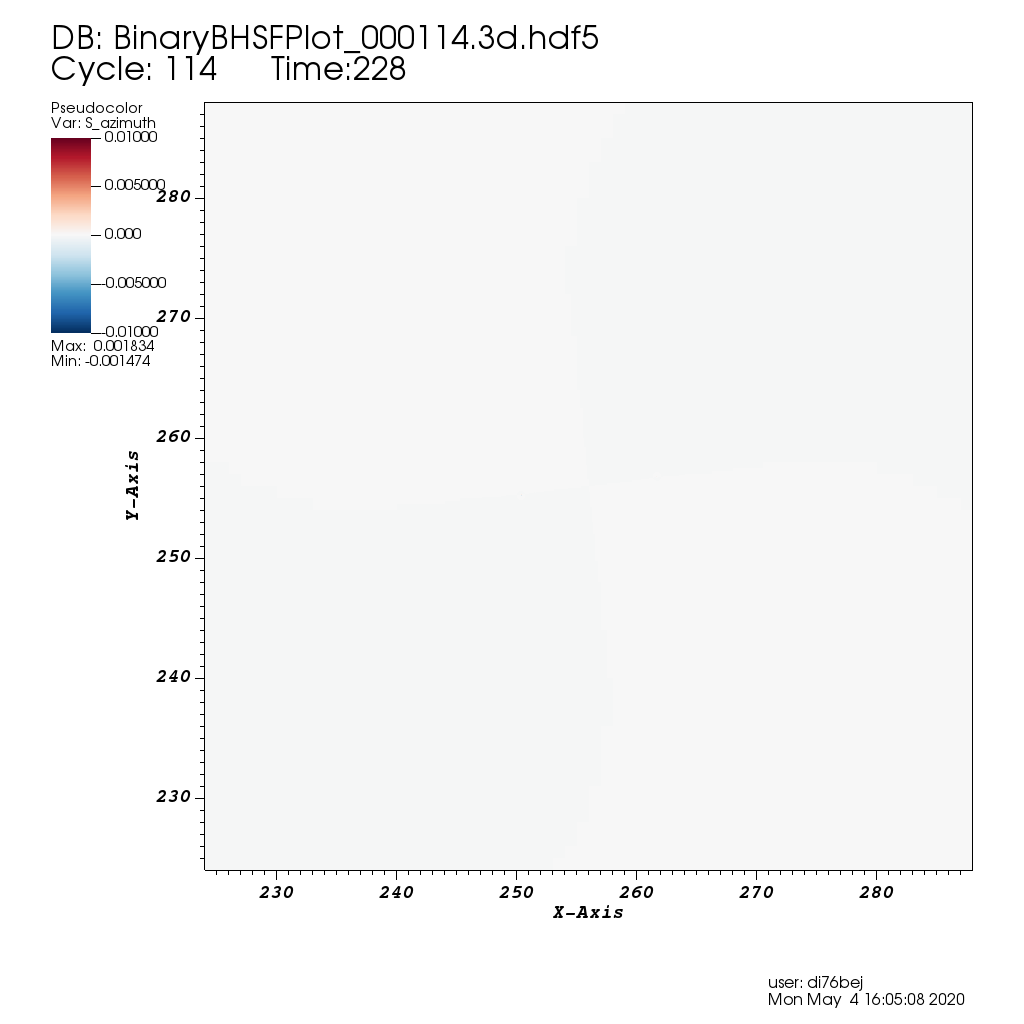 DB: BinaryBHSFPlot_000114.3d.hdf5
Cycle: 114 Time:228
Pseudocolor
Var: S_azimuth
0.01000
0.005000
0.000
-0.005000
-0.01000
Max: 0.001834
Min: -0.001474
280
270
260
250
240
230
Y-Axis
230 240 250 260 270 280
X-Axis
user: di76bej
Mon May 4 16:05:08 2020